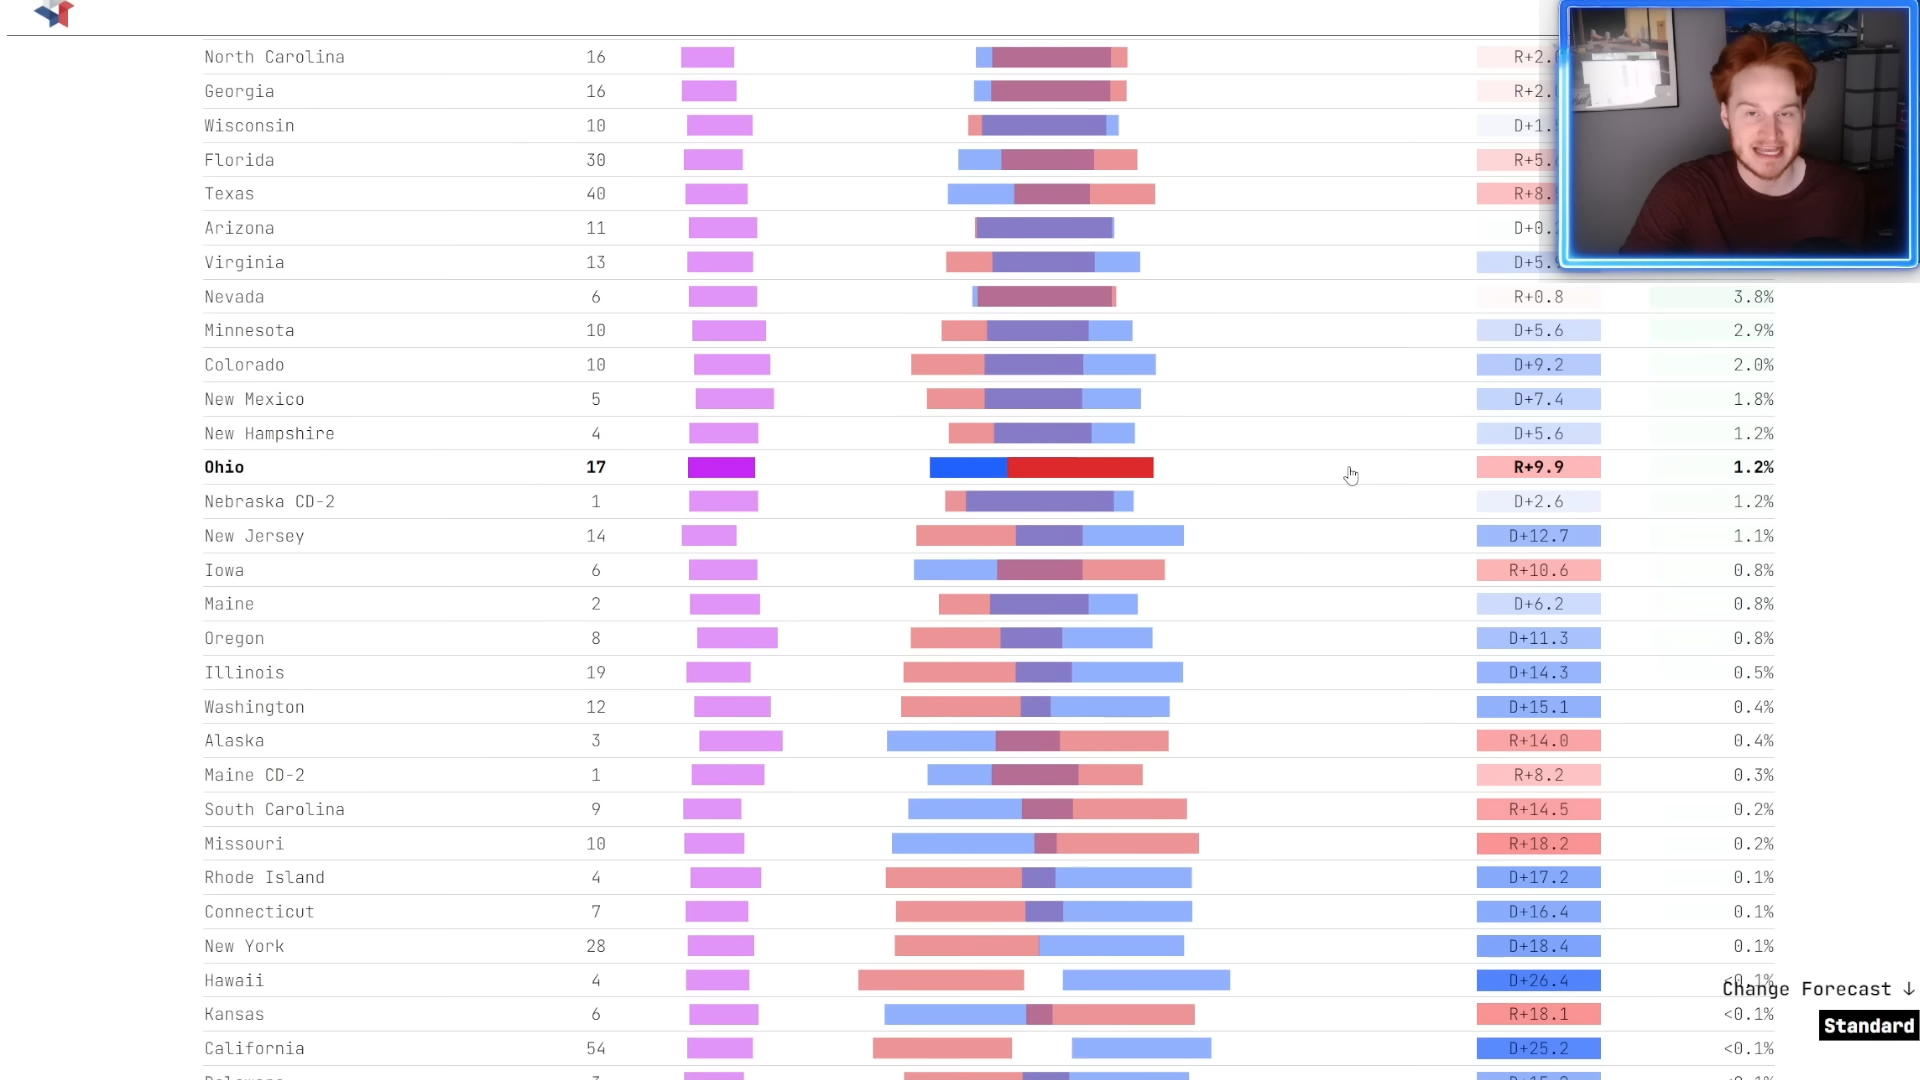 North Carolina 16 R+2.
Georgia 16 R+2.
Wisconsin 10 D+1.
Florida 30 R+5.
Texas 40 R+8.
Arizona 11 D+0.
Virginia 13 D+5.
Nevada 6 R+0.8 3.8%
Minnesota 10 D+5.6 2.9%
Colorado 10 D+9.2 2.0%
New Mexico 5 D+7.4 1.8%
New Hampshire 4 D+5.6 1.2%
Ohio 17 R+9.9 1.2%
Nebraska CD-2 1 D+2.6 1.2%
New Jersey 14 D+12.7 1.1%
Iowa 6 R+10.6 0.8%
Maine 2 D+6.2 0.8%
Oregon 8 D+11.3 0.8%
Illinois 19 D+14.3 0.5%
Washington 12 D+15.1 0.4%
Alaska 3 R+14.0 0.4%
Maine CD-2 1 R+8.2 0.3%
South Carolina 9 R+14.5 0.2%
Missouri 10 R+18.2 0.2%
Rhode Island 4 D+17.2 0.1%
Connecticut 7 D+16.4 0.1%
New York 28 D+18.4 0.1%
Hawaii 4 D+26.4 <0.1%
Change Forecast ↓
Kansas 6 R+18.1 <0.1%
Standard
California 54 D+25.2 <0.1%